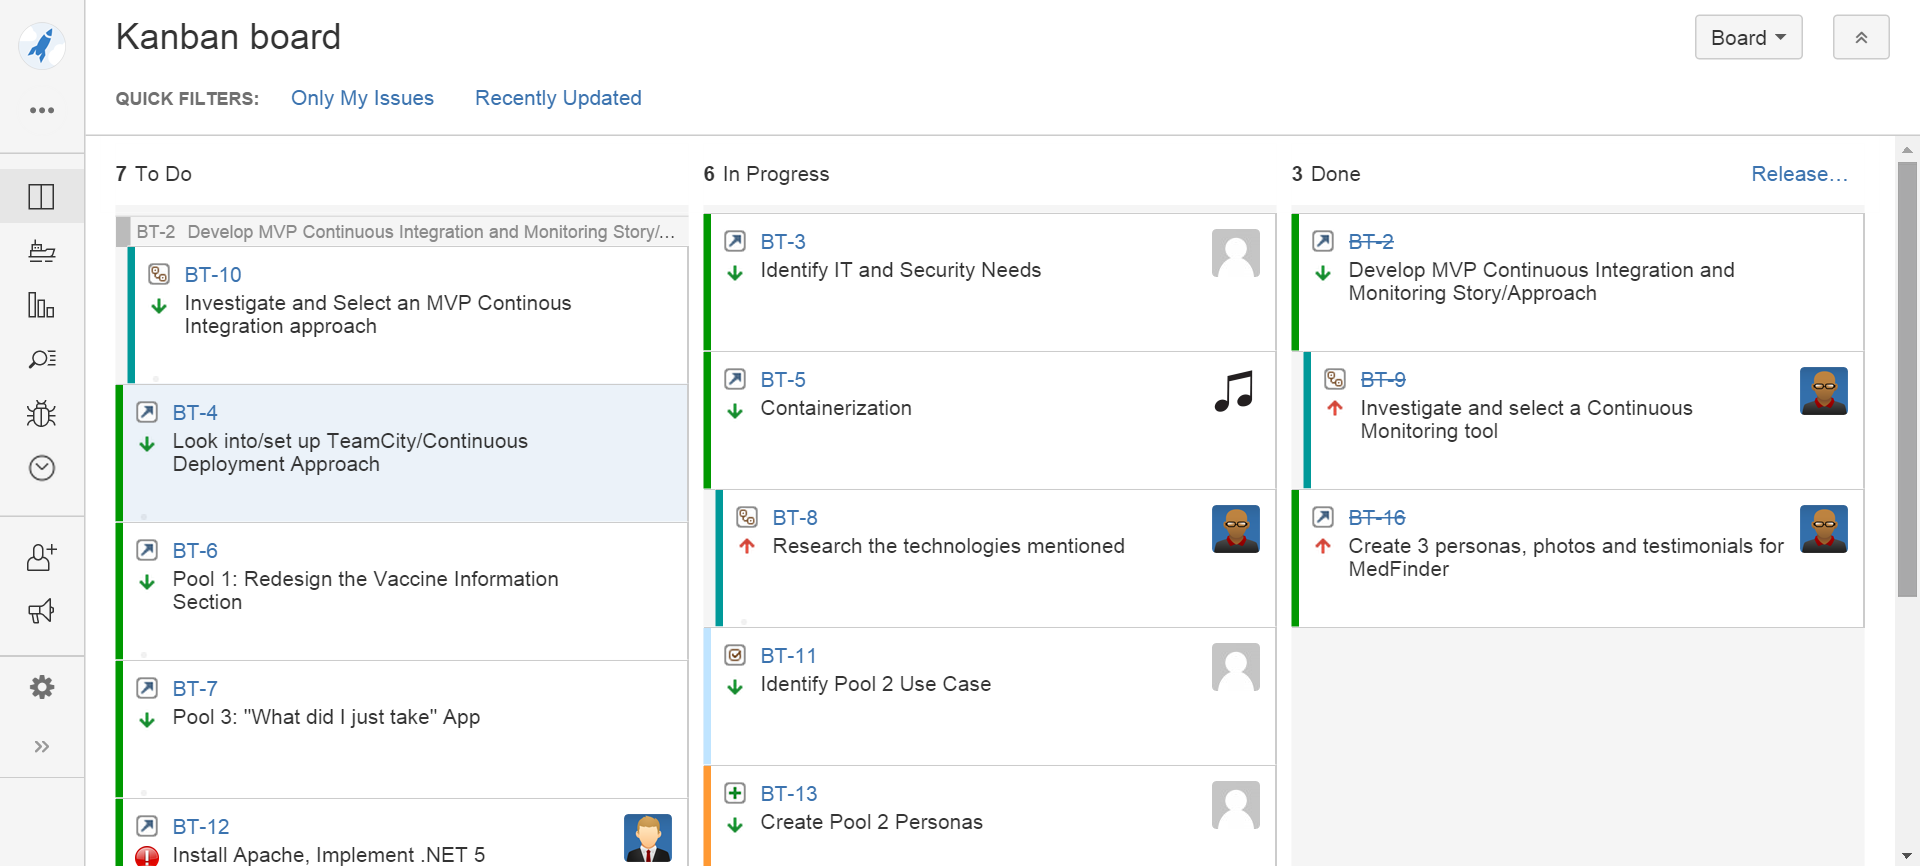 Kanban board
Board
QUICK FILTERS: Only My Issues Recently Updated
7 To Do
BT-2 Develop MVP Continuous Integration and Monitoring Story/...
BT-10
Investigate and Select an MVP Continous
Integration approach
BT-4
Look into/set up TeamCity/Continuous
Deployment Approach
BT-6
Pool 1: Redesign the Vaccine Information
Section
BT-7
Pool 3: "What did I just take" App
BT-12
Install Apache, Implement .NET 5
6 In Progress
BT-3
Identify IT and Security Needs
BT-5
Containerization
BT-8
Research the technologies mentioned
BT-11
Identify Pool 2 Use Case
BT-13
Create Pool 2 Personas
3 Done
Release...
BT-2
Develop MVP Continuous Integration and
Monitoring Story/Approach
BT-9
Investigate and select a Continuous
Monitoring tool
BT-16
Create 3 personas, photos and testimonials for
MedFinder